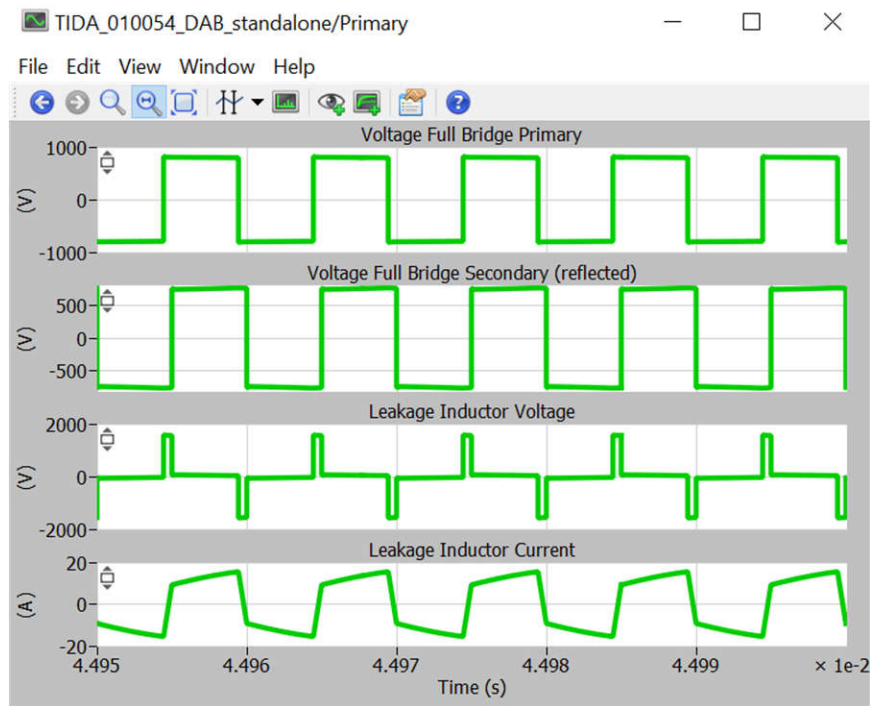 TIDA_010054_DAB_standalone/Primary
File Edit View Window Help
Voltage Full Bridge Primary
1000
0
-1000
(V)
Voltage Full Bridge Secondary (reflected)
500
0
-500
(V)
Leakage Inductor Voltage
2000
0
-2000
(V)
Leakage Inductor Current
20
0
-20
(A)
4.495 4.496 4.497 4.498 4.499 × 1e-2
Time (s)